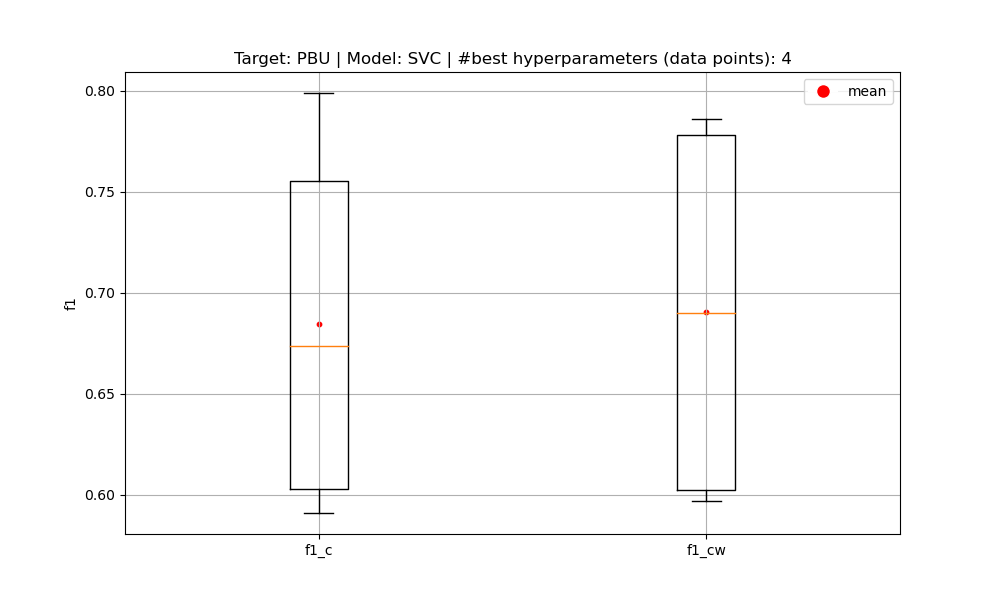 Target: PBU | Model: SVC | #best hyperparameters (data points): 4
mean
0.80
0.75
0.70
0.65
0.60
f1
f1_c
f1_cw